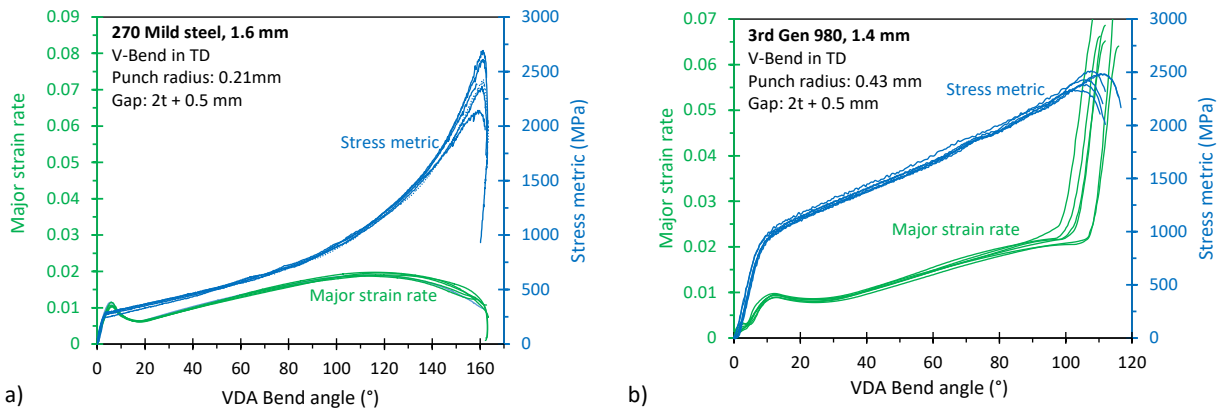 270 Mild steel, 1.6 mm
V-Bend in TD
Punch radius: 0.21mm
Gap: 2t + 0.5 mm
Stress metric
Major strain rate
Major strain rate
0.09
0.08
0.07
0.06
0.05
0.04
0.03
0.02
0.01
0
3000
2500
2000
1500
1000
500
0
Stress metric (MPa)
0 20 40 60 80 100 120 140 160
VDA Bend angle (°)
a)
3rd Gen 980, 1.4 mm
V-Bend in TD
Punch radius: 0.43 mm
Gap: 2t + 0.5 mm
Stress metric
Major strain rate
Major strain rate
0.07
0.06
0.05
0.04
0.03
0.02
0.01
0
3000
2500
2000
1500
1000
500
0
Stress metric (MPa)
0 20 40 60 80 100 120
VDA Bend angle (°)
b)